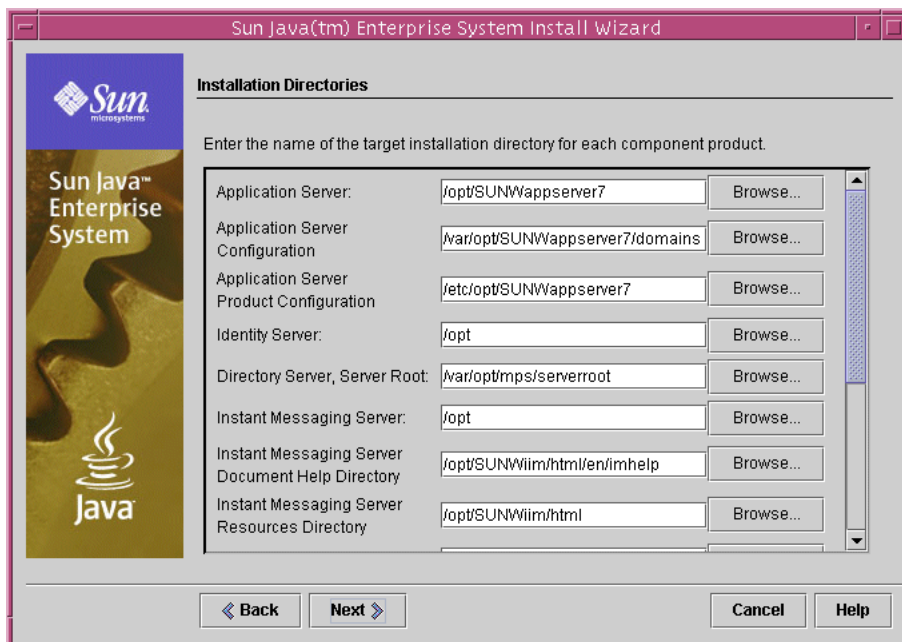 Sun Java(tm) Enterprise System Install Wizard
Sun
microsystems
Sun Java™
Enterprise
System
Java
Installation Directories
Enter the name of the target installation directory for each component product.
Application Server: /opt/SUNWappserver7 Browse...
Application Server
Configuration /var/opt/SUNWappserver7/domains Browse...
Application Server
Product Configuration /etc/opt/SUNWappserver7 Browse...
Identity Server: /opt Browse...
Directory Server, Server Root: /var/opt/mps/serverroot Browse...
Instant Messaging Server: /opt Browse...
Instant Messaging Server
Document Help Directory /opt/SUNWiim/html/en/imhelp Browse...
Instant Messaging Server
Resources Directory /opt/SUNWiim/html Browse...
Back Next Cancel Help